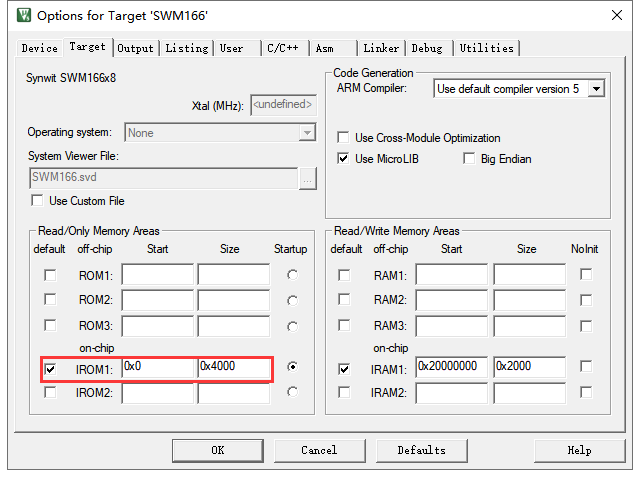 Options for Target 'SWM166'
Device Target Output Listing User C/C++ Asm Linker Debug Utilities
Synwit SWM166x8
Xtal (MHz): <undefined>
Operating system: None
System Viewer File:
SWM166.svd ...
Use Custom File
Code Generation
ARM Compiler: Use default compiler version 5
Use Cross-Module Optimization
Use MicroLIB Big Endian
Read/Only Memory Areas
default off-chip Start Size Startup
ROM1:
ROM2:
ROM3:
on-chip
IROM1: 0x0 0x4000
IROM2:
Read/Write Memory Areas
default off-chip Start Size NoInit
RAM1:
RAM2:
RAM3:
on-chip
IRAM1: 0x20000000 0x2000
IRAM2:
OK Cancel Defaults Help